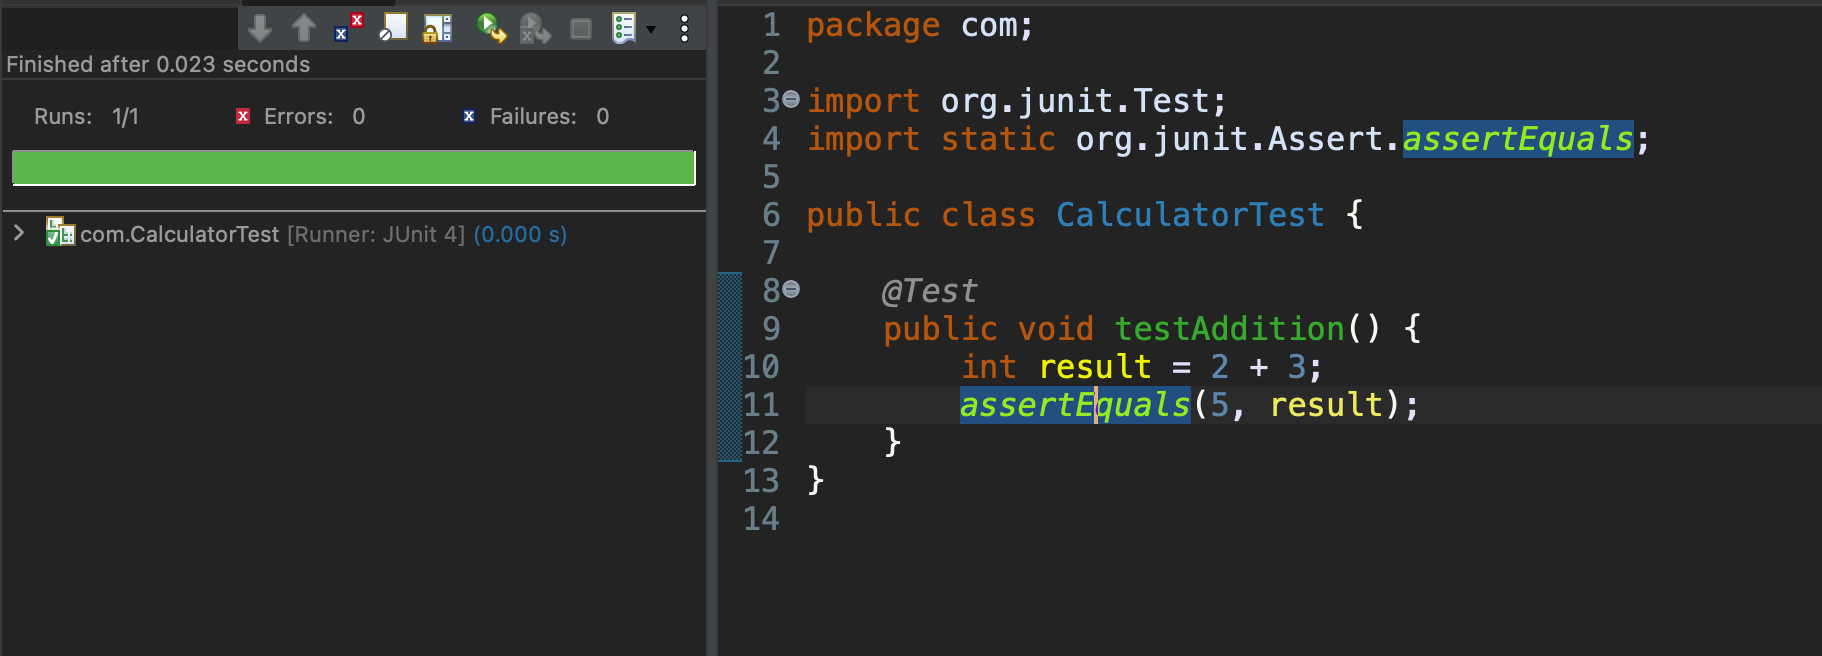 Finished after 0.023 seconds
Runs: 1/1 Errors: 0 Failures: 0
com.CalculatorTest [Runner: JUnit 4] (0.000 s)
1 package com;
2
3 import org.junit.Test;
4 import static org.junit.Assert.assertEquals;
5
6 public class CalculatorTest {
7
8 @Test
9 public void testAddition() {
10 int result = 2 + 3;
11 assertEquals(5, result);
12 }
13 }
14